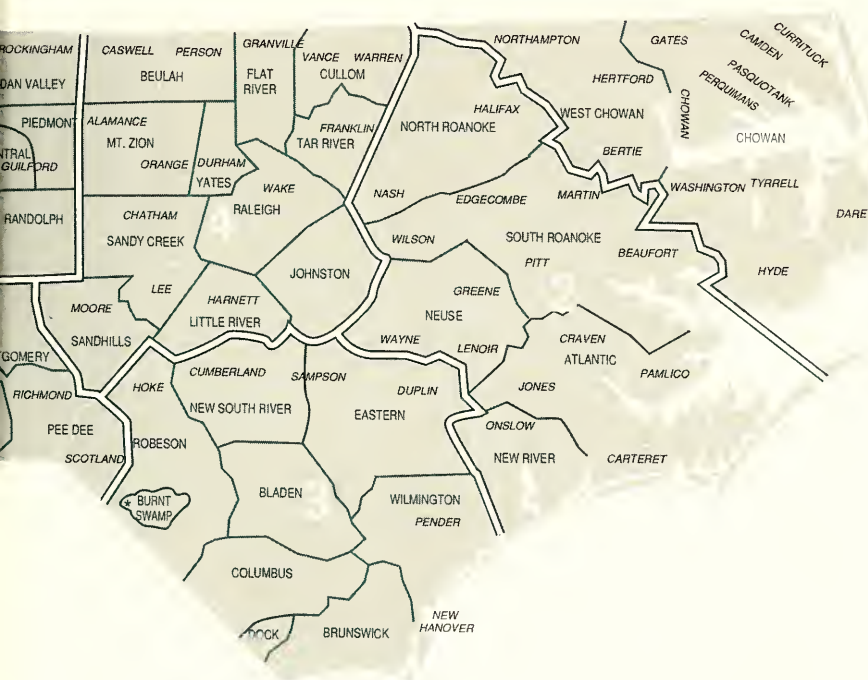 ROCKINGHAM
CASWELL
PERSON
GRANVILLE
VANCE
WARREN
NORTHAMPTON
GATES
CAMDEN
CURRITUCK
DAN VALLEY
BEULAH
FLAT
RIVER
CULLOM
HERTFORD
PASQUOTANK
PERQUIMANS
CHOWAN
PIEDMONT
ALAMANCE
MT. ZION
FRANKLIN
TAR RIVER
NORTH ROANOKE
HALIFAX
WEST CHOWAN
CHOWAN
NTRAL
GUILFORD
ORANGE
DURHAM
YATES
BERTIE
WAKE
RALEIGH
NASH
EDGECOMBE
MARTIN
WASHINGTON
TYRRELL
RANDOLPH
CHATHAM
SANDY CREEK
WILSON
SOUTH ROANOKE
DARE
PITT
BEAUFORT
HYDE
LEE
JOHNSTON
MOORE
HARNETT
LITTLE RIVER
GREENE
NEUSE
SANDHILLS
WAYNE
LENOIR
CRAVEN
ATLANTIC
PAMLICO
TGOMERY
RICHMOND
HOKE
CUMBERLAND
SAMPSON
DUPLIN
JONES
NEW SOUTH RIVER
EASTERN
ONSLOW
PEE DEE
ROBESON
SCOTLAND
NEW RIVER
CARTERET
* BURNT
SWAMP
BLADEN
WILMINGTON
PENDER
COLUMBUS
NEW
HANOVER
DOCK
BRUNSWICK